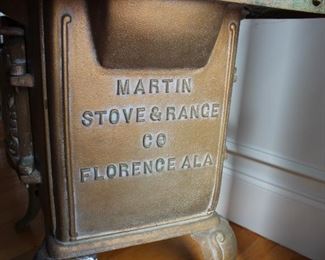 MARTIN
STOVE & RANGE
CO
FLORENCE ALA